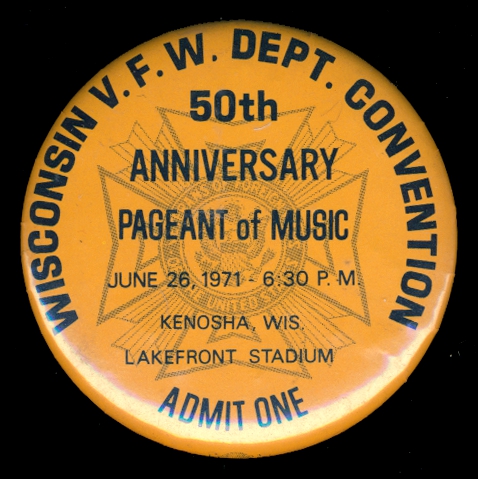 WISCONSIN V.F.W. DEPT. CONVENTION
50th
ANNIVERSARY
PAGEANT of MUSIC
JUNE 26, 1971 - 6:30 P.M.
KENOSHA, WIS.
LAKEFRONT STADIUM
ADMIT ONE